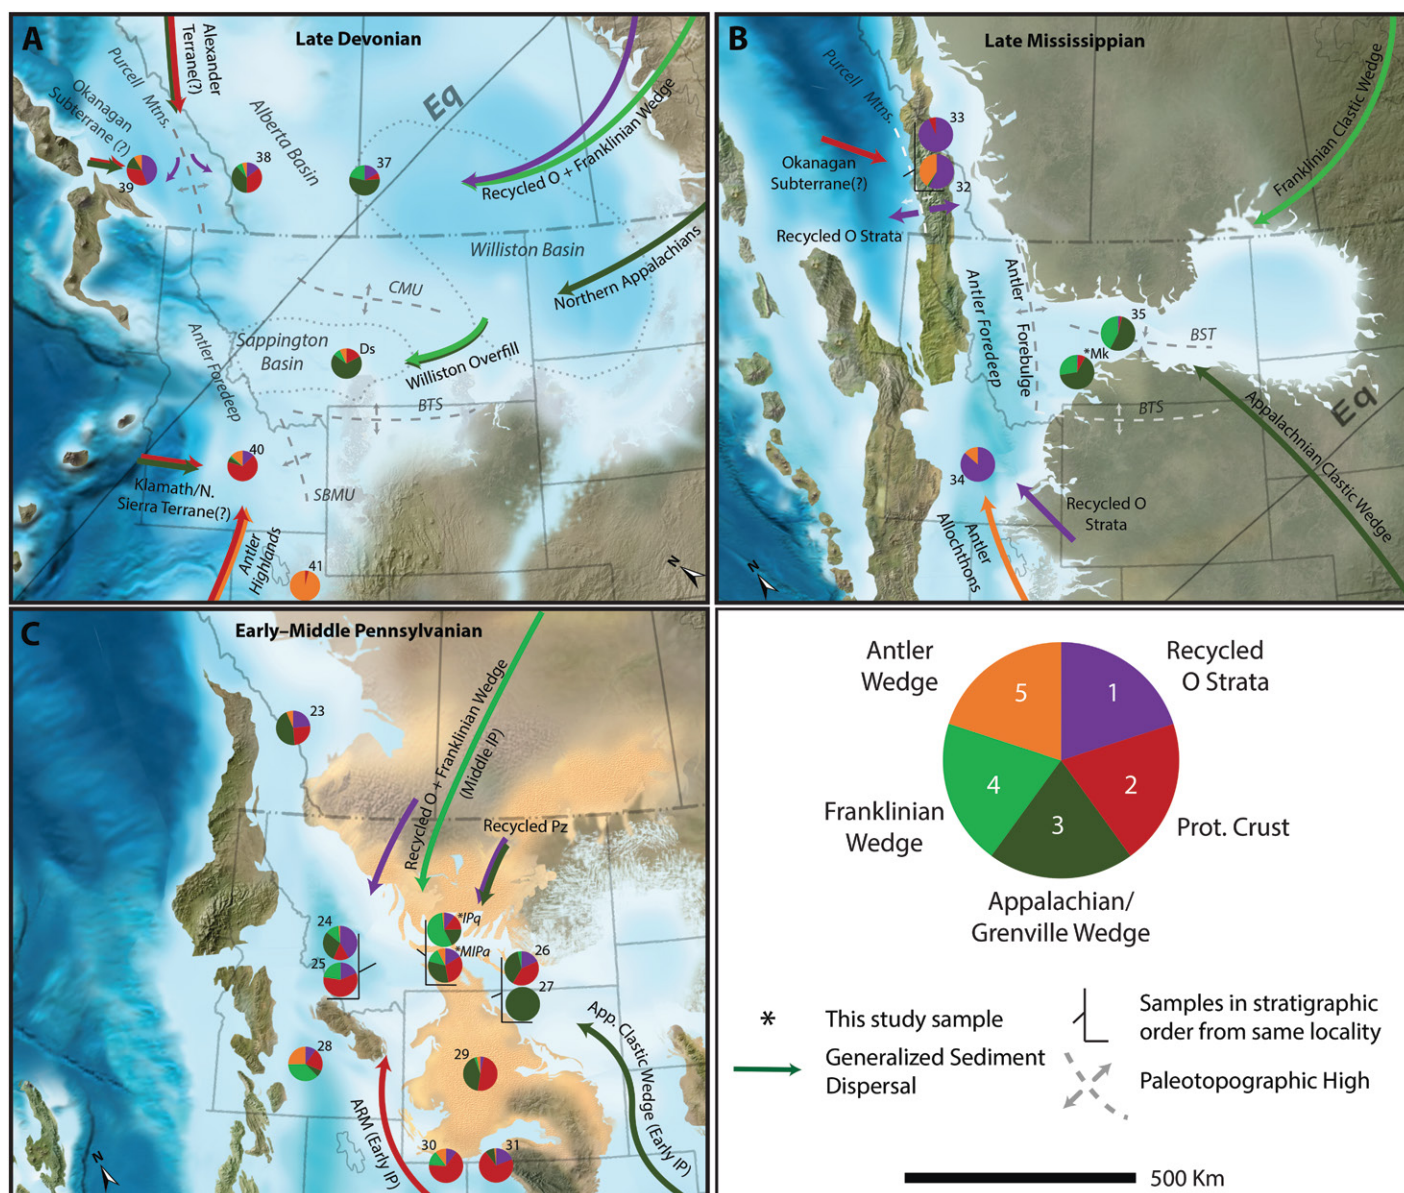 A
Late Devonian
Alexander
Terrane(?)
Purcell Mtns.
Okanagan
Subterrane (?)
Alberta Basin
Eq
Recycled O + Franklinian Wedge
39
38
37
Williston Basin
Northern Appalachians
CMU
Sappington
Basin
Ds
Williston Overfill
Antler Foredeep
BTS
40
Klamath/N.
Sierra Terrane(?)
SBMU
Antler
Highlands
41
N
B
Late Mississippian
Purcell Mtns.
Franklinian Clastic Wedge
33
Okanagan
Subterrane(?)
32
Recycled O Strata
Antler Foredeep
Antler Forebulge
35
BST
*Mk
BTS
Eq
Appalachnian Clastic Wedge
34
Recycled O
Strata
Antler
Allochthons
N
C
Early–Middle Pennsylvanian
23
Recycled O + Franklinian Wedge
(Middle IP)
Recycled Pz
24
*IPq
25
*MIPa
26
27
App. Clastic Wedge (Early IP)
28
29
ARM (Early IP)
30
31
N
Antler
Wedge
Recycled
O Strata
5
1
4
2
3
Franklinian
Wedge
Prot. Crust
Appalachian/
Grenville Wedge
*
This study sample
Samples in stratigraphic
order from same locality
Generalized Sediment
Dispersal
Paleotopographic High
500 Km